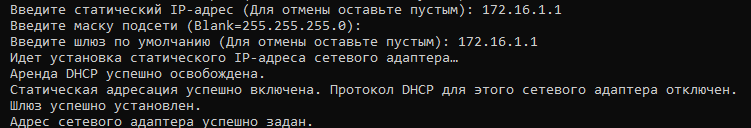 Введите статический IP-адрес (Для отмены оставьте пустым): 172.16.1.1
Введите маску подсети (Blank=255.255.255.0):
Введите шлюз по умолчанию (Для отмены оставьте пустым): 172.16.1.1
Идет установка статического IP-адреса сетевого адаптера…
Аренда DHCP успешно освобождена.
Статическая адресация успешно включена. Протокол DHCP для этого сетевого адаптера отключен.
Шлюз успешно установлен.
Адрес сетевого адаптера успешно задан.